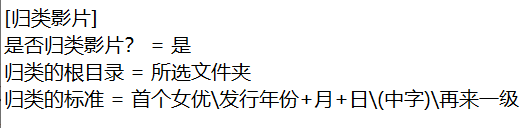 [归类影片]
是否归类影片？ = 是
归类的根目录 = 所选文件夹
归类的标准 = 首个女优\发行年份+月+日\(中字)\再来一级